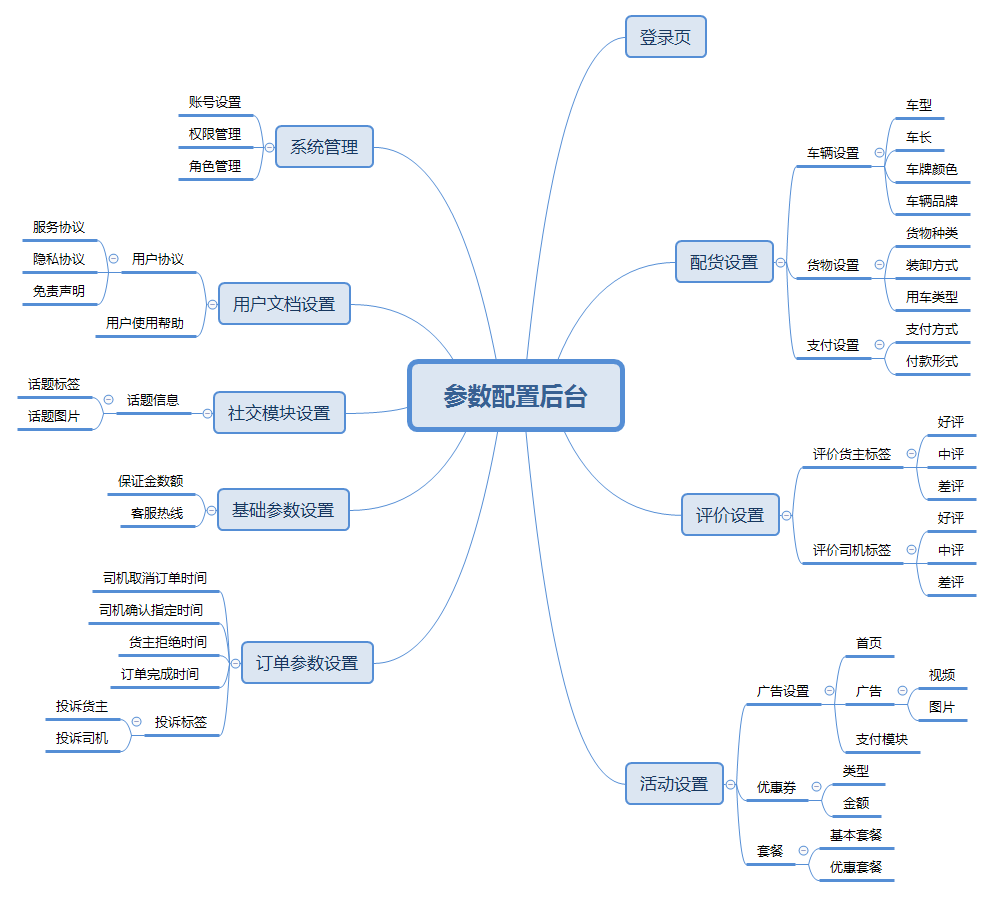 参数配置后台
登录页
配货设置
车辆设置
车型
车长
车牌颜色
车辆品牌
货物设置
货物种类
装卸方式
用车类型
支付设置
支付方式
付款形式
评价设置
评价货主标签
好评
中评
差评
评价司机标签
好评
中评
差评
活动设置
广告设置
首页
广告
视频
图片
支付模块
优惠券
类型
金额
套餐
基本套餐
优惠套餐
系统管理
账号设置
权限管理
角色管理
用户文档设置
用户协议
服务协议
隐私协议
免责声明
用户使用帮助
社交模块设置
话题信息
话题标签
话题图片
基础参数设置
保证金数额
客服热线
订单参数设置
司机取消订单时间
司机确认指定时间
货主拒绝时间
订单完成时间
投诉标签
投诉货主
投诉司机